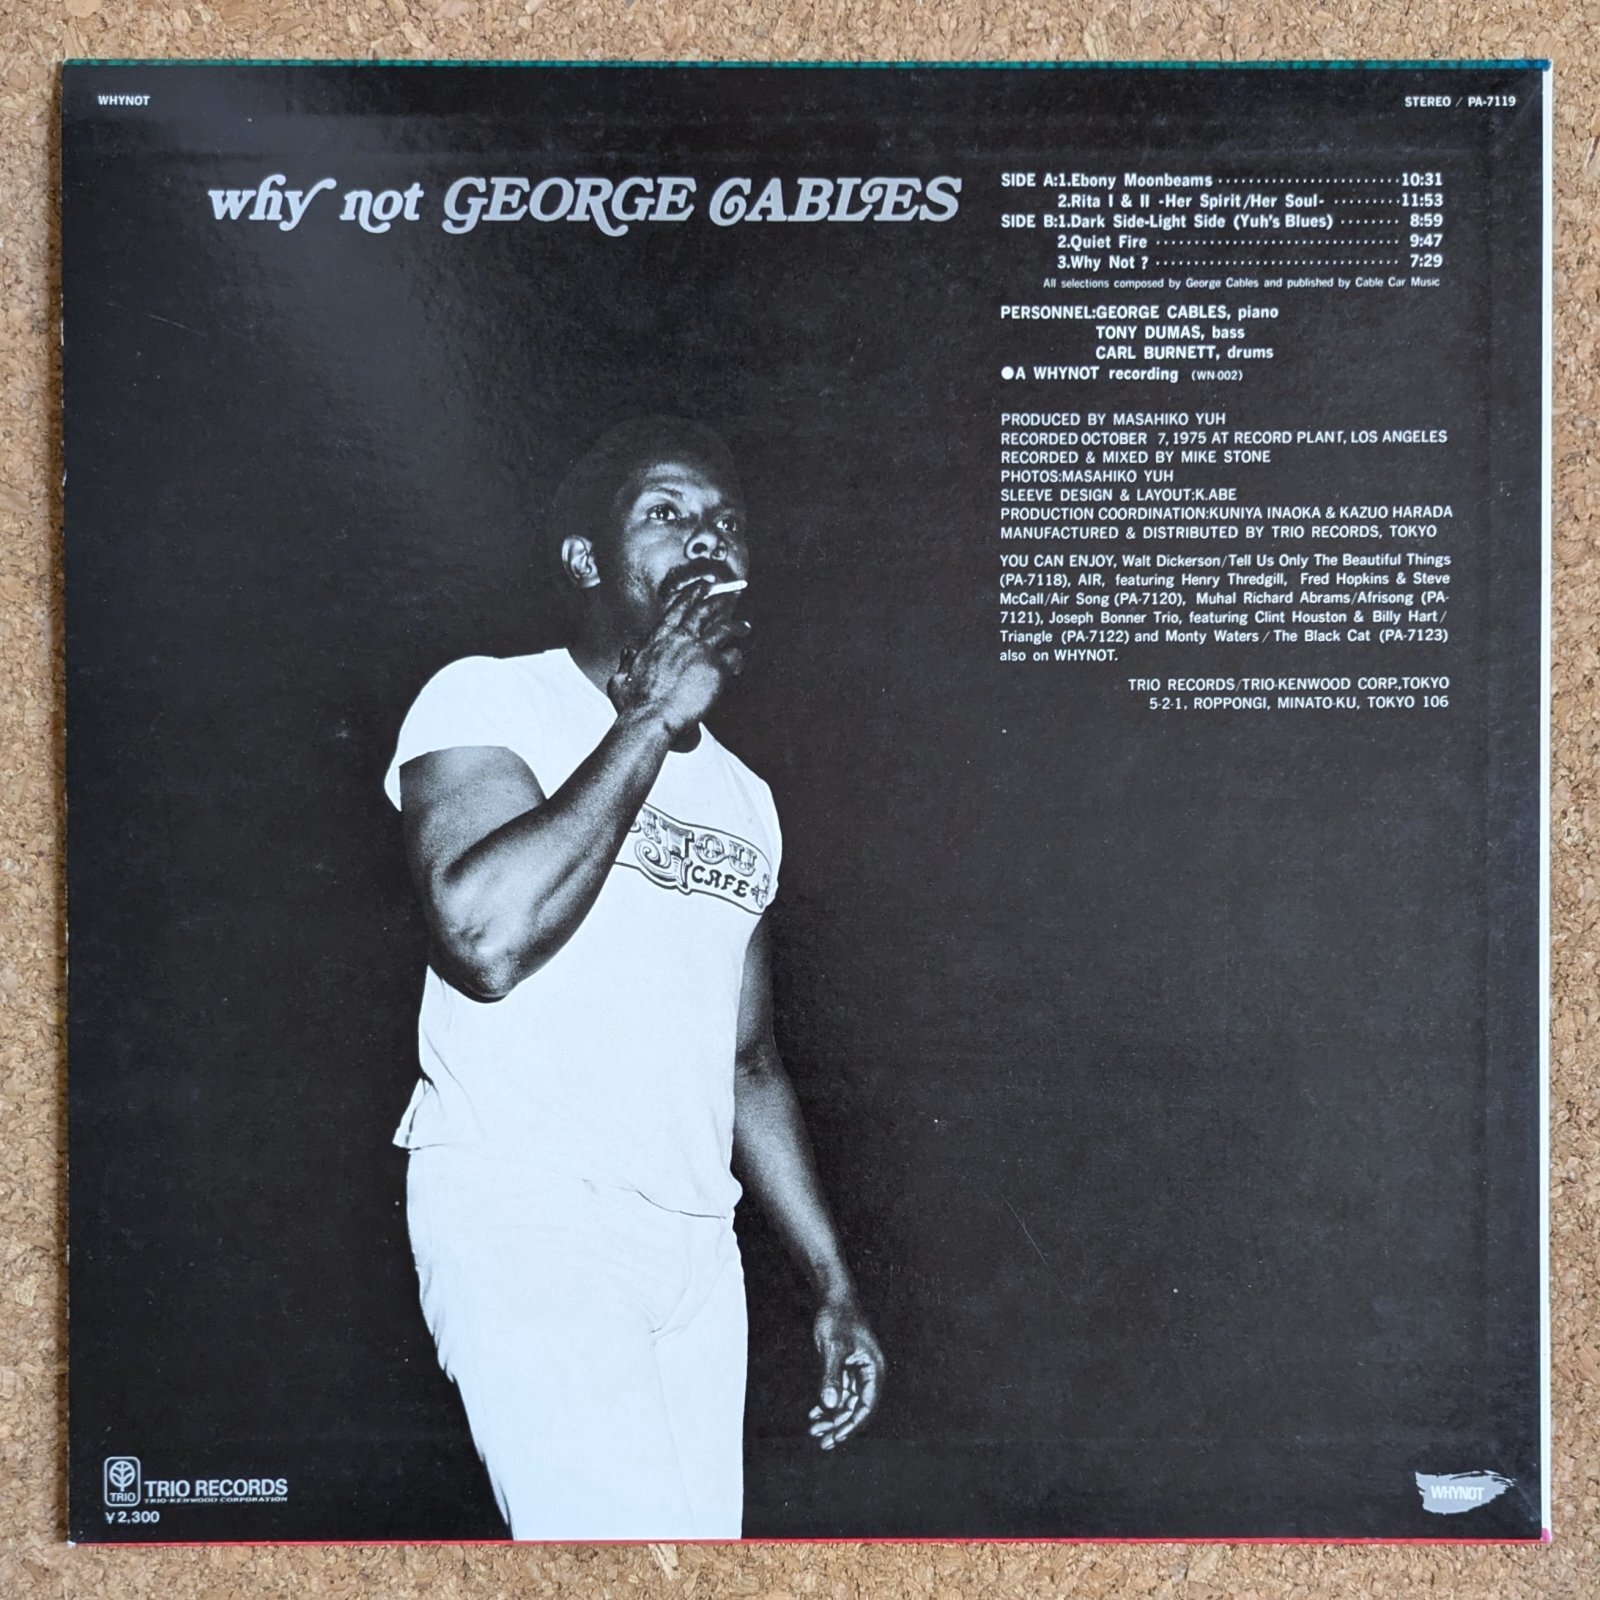 WHYNOT
STEREO / PA-7119
why not GEORGE CABLES
SIDE A:1.Ebony Moonbeams ························10:31
2.Rita I & II -Her Spirit/Her Soul- ·········11:53
SIDE B:1.Dark Side-Light Side (Yuh's Blues) ········ 8:59
2.Quiet Fire ································ 9:47
3.Why Not ? ································ 7:29
All selections composed by George Cables and published by Cable Car Music
PERSONNEL:GEORGE CABLES, piano
TONY DUMAS, bass
CARL BURNETT, drums
●A WHYNOT recording (WN-002)
PRODUCED BY MASAHIKO YUH
RECORDED OCTOBER 7, 1975 AT RECORD PLANT, LOS ANGELES
RECORDED & MIXED BY MIKE STONE
PHOTOS:MASAHIKO YUH
SLEEVE DESIGN & LAYOUT:K.ABE
PRODUCTION COORDINATION:KUNIYA INAOKA & KAZUO HARADA
MANUFACTURED & DISTRIBUTED BY TRIO RECORDS, TOKYO
YOU CAN ENJOY, Walt Dickerson/Tell Us Only The Beautiful Things
(PA-7118), AIR, featuring Henry Thredgill, Fred Hopkins & Steve
McCall/Air Song (PA-7120), Muhal Richard Abrams/Afrisong (PA-
7121), Joseph Bonner Trio, featuring Clint Houston & Billy Hart/
Triangle (PA-7122) and Monty Waters/The Black Cat (PA-7123)
also on WHYNOT.
TRIO RECORDS/TRIO-KENWOOD CORP.,TOKYO
5-2-1, ROPPONGI, MINATO-KU, TOKYO 106
CAFE
TRIO
TRIO RECORDS
TRIO-KENWOOD CORPORATION
¥2,300
WHYNOT